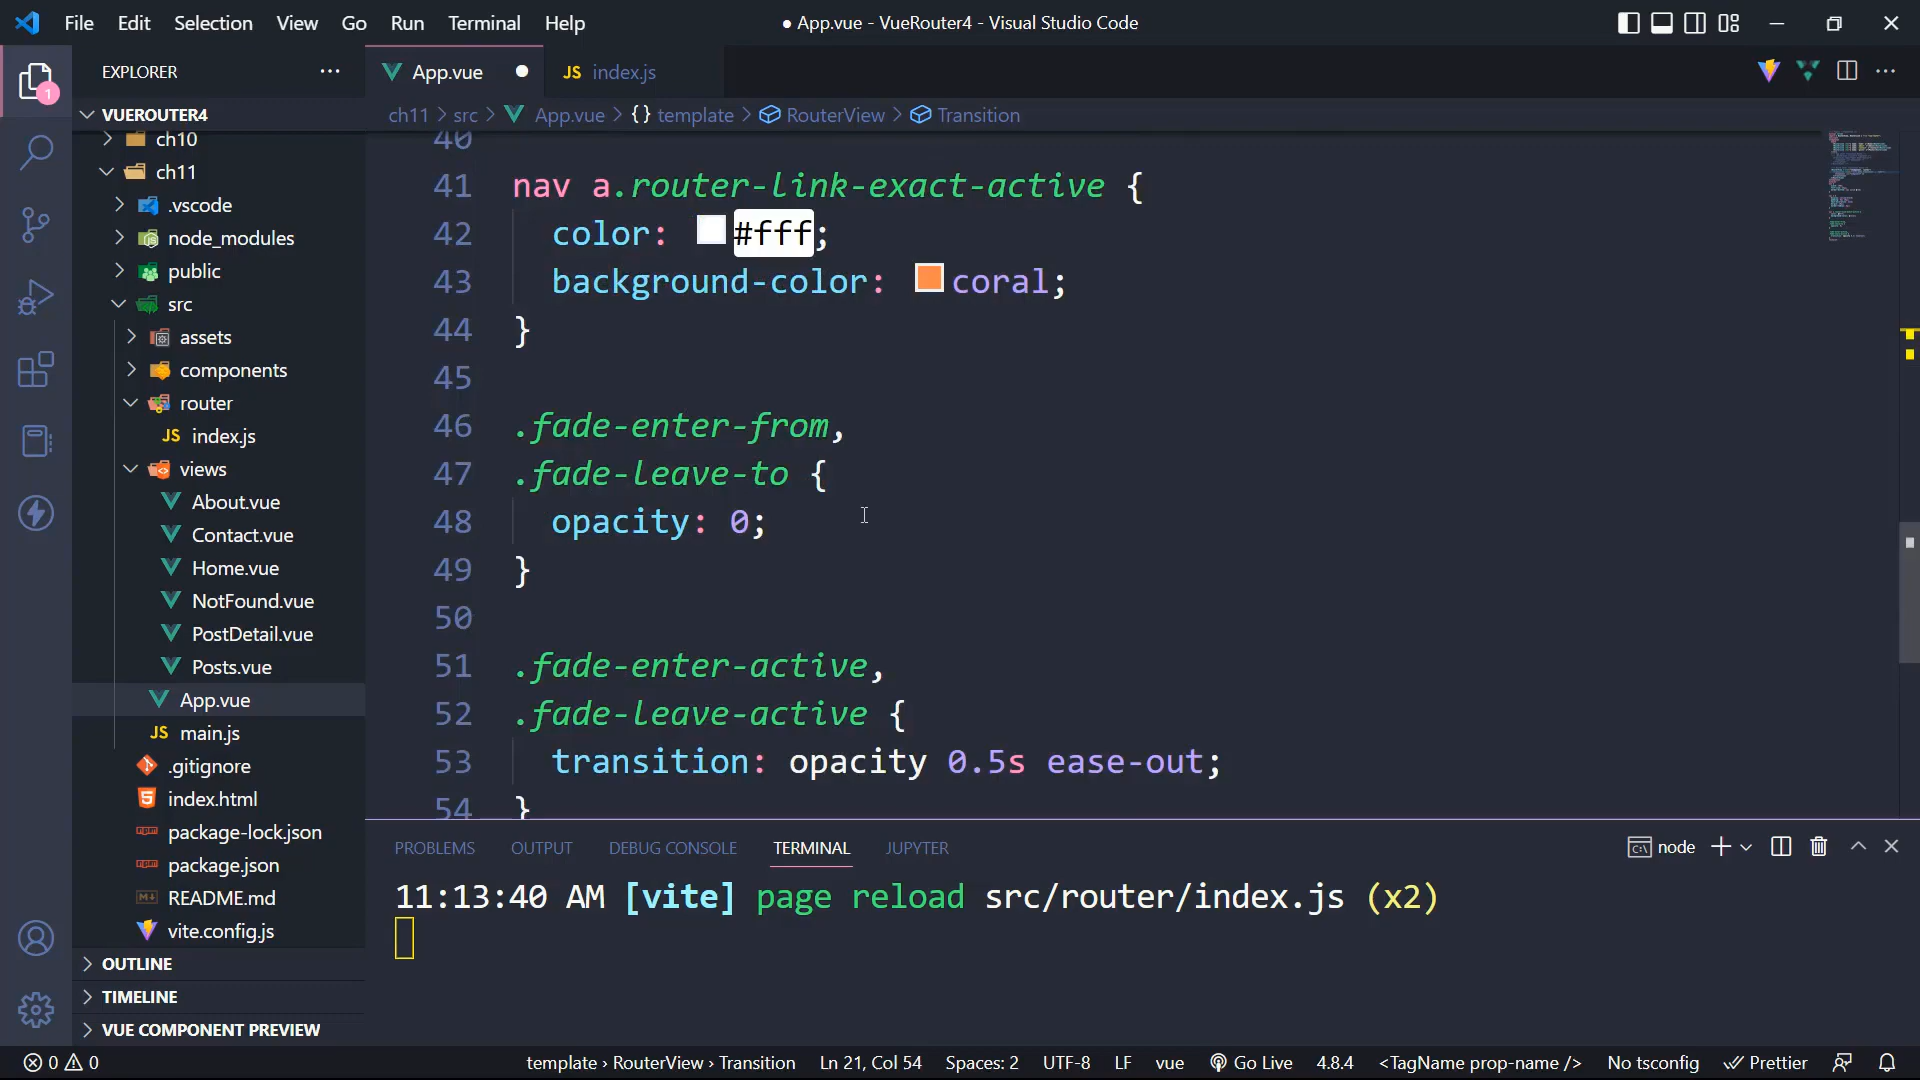 File Edit Selection View Go Run Terminal Help
● App.vue - VueRouter4 - Visual Studio Code
EXPLORER
1
VUEROUTER4
ch10
ch11
.vscode
node_modules
public
src
assets
components
router
JS index.js
views
About.vue
Contact.vue
Home.vue
NotFound.vue
PostDetail.vue
Posts.vue
App.vue
JS main.js
.gitignore
index.html
package-lock.json
package.json
README.md
vite.config.js
OUTLINE
TIMELINE
VUE COMPONENT PREVIEW
App.vue
JS index.js
ch11 > src > App.vue > {} template > RouterView > Transition
40
41 nav a.router-link-exact-active {
42 color: #fff;
43 background-color: coral;
44 }
45
46 .fade-enter-from,
47 .fade-leave-to {
48 opacity: 0;
49 }
50
51 .fade-enter-active,
52 .fade-leave-active {
53 transition: opacity 0.5s ease-out;
54 }
PROBLEMS OUTPUT DEBUG CONSOLE TERMINAL JUPYTER
node
11:13:40 AM [vite] page reload src/router/index.js (x2)
0 0 template › RouterView › Transition Ln 21, Col 54 Spaces: 2 UTF-8 LF vue Go Live 4.8.4 <TagName prop-name /> No tsconfig Prettier